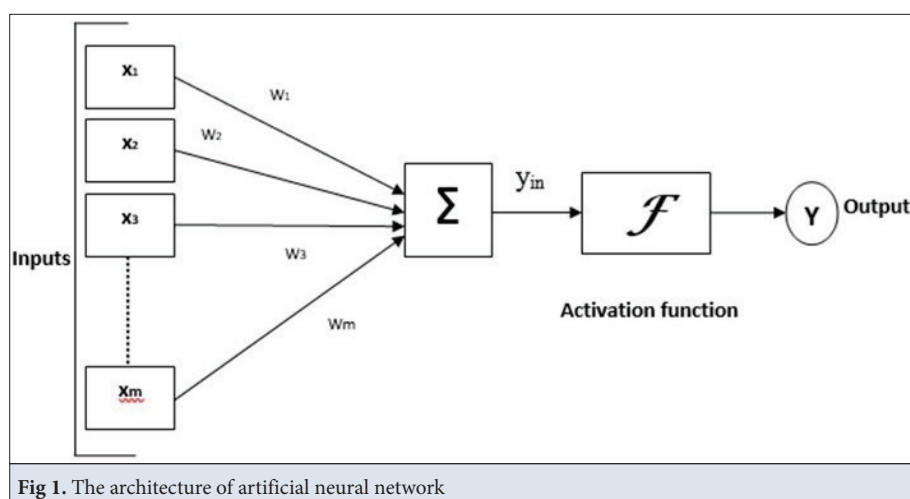 x1
W1
x2
W2
x3
W3
Inputs
Σ
yin
ℱ
Y
Output
Activation function
Wm
xm
Fig 1. The architecture of artificial neural network